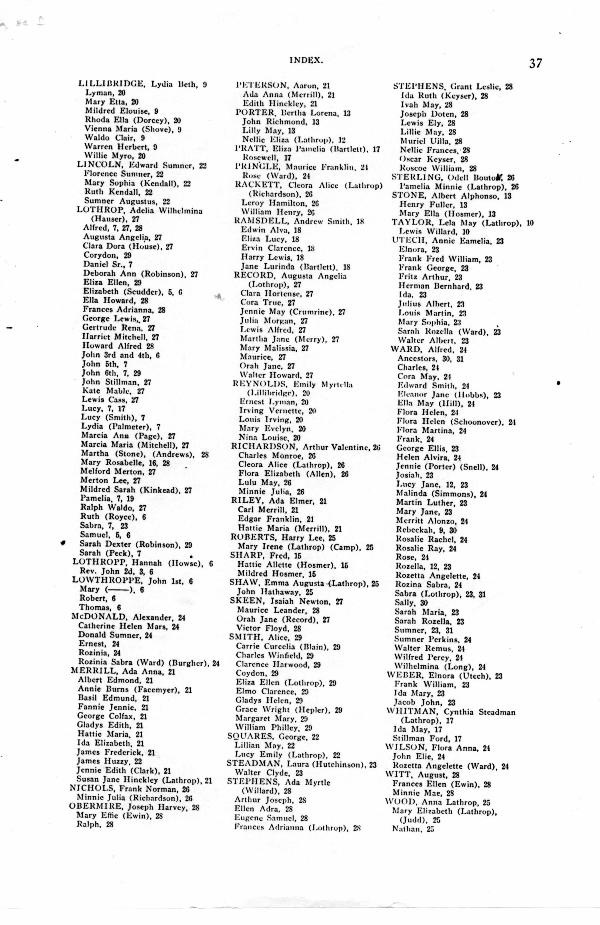 INDEX.
37
LILLIBRIDGE, Lydia Beth, 9
Lyman, 20
Mary Etta, 20
Mildred Elouise, 9
Rhoda Ella (Dorcey), 20
Vienna Maria (Shove), 9
Waldo Clair, 9
Warren Herbert, 9
Willie Myro, 20
LINCOLN, Edward Sumner, 22
Florence Sumner, 22
Mary Sophia (Kendall), 22
Ruth Kendall, 22
Sumner Augustus, 22
LOTHROP, Adelia Wilhelmina
(Hauser), 27
Alfred, 7, 27, 28
Augusta Angelia, 27
Clara Dora (House), 27
Corydon, 29
Daniel Sr., 7
Deborah Ann (Robinson), 27
Eliza Ellen, 29
Elizabeth (Scudder), 5, 6
Ella Howard, 28
Frances Adrianna, 28
George Lewis, 27
Gertrude Rena, 27
Harriet Mitchell, 27
Howard Alfred 28
John 3rd and 4th, 6
John 5th, 7
John 6th, 7, 29
John Stillman, 27
Kate Mable, 27
Lewis Cass, 27
Lucy, 7, 17
Lucy (Smith), 7
Lydia (Palmeter), 7
Marcia Ann (Page), 27
Marcia Maria (Mitchell), 27
Martha (Stone), (Andrews), 28
Mary Rosabelle, 16, 28
Melford Merton, 27
Merton Lee, 27
Mildred Sarah (Kinkead), 27
Pamelia, 7, 19
Ralph Waldo, 27
Ruth (Royce), 6
Sabra, 7, 23
Samuel, 5, 6
Sarah Dexter (Robinson), 29
Sarah (Peck), 7
LOTHROPP, Hannah (Howse), 6
Rev. John 2d, 3, 6
LOWTHROPPE, John 1st, 6
Mary (——), 6
Robert, 6
Thomas, 6
McDONALD, Alexander, 24
Catherine Helen Mars, 24
Donald Sumner, 24
Ernest, 24
Rozinia, 24
Rozinia Sabra (Ward) (Burgher), 24
MERRILL, Ada Anna, 21
Albert Edmond, 21
Annie Burns (Facemyer), 21
Basil Edmund, 21
Fannie Jennie, 21
George Colfax, 21
Gladys Edith, 21
Hattie Maria, 21
Ida Elizabeth, 21
James Frederick, 21
James Huzzy, 22
Jennie Edith (Clark), 21
Susan Jane Hinckley (Lathrop), 21
NICHOLS, Frank Norman, 26
Minnie Julia (Richardson), 26
OBERMIRE, Joseph Harvey, 28
Mary Effie (Ewin), 28
Ralph, 28
PETERSON, Aaron, 21
Ada Anna (Merrill), 21
Edith Hinckley, 21
PORTER, Bertha Lorena, 13
John Richmond, 13
Lilly May, 13
Nellie Eliza (Lathrop), 12
PRATT, Eliza Pamelia (Bartlett), 17
Rosewell, 17
PRINGLE, Maurice Franklin, 24
Rose (Ward), 24
RACKETT, Cleora Alice (Lathrop)
(Richardson), 26
Leroy Hamilton, 26
William Henry, 26
RAMSDELL, Andrew Smith, 18
Edwin Alva, 18
Eliza Lucy, 18
Ervin Clarence, 18
Harry Lewis, 18
Jane Lurinda (Bartlett), 18
RECORD, Augusta Angelia
(Lothrop), 27
Clara Hortense, 27
Cora True, 27
Jennie May (Crumrine), 27
Julia Morgan, 27
Lewis Alfred, 27
Martha Jane (Merry), 27
Mary Malissia, 27
Maurice, 27
Orah Jane, 27
Walter Howard, 27
REYNOLDS, Emily Myrtella
(Lillibridge), 20
Ernest Lyman, 20
Irving Vernette, 20
Louis Irving, 20
Mary Evelyn, 20
Nina Louise, 20
RICHARDSON, Arthur Valentine, 26
Charles Monroe, 26
Cleora Alice (Lathrop), 26
Flora Elizabeth (Allen), 26
Lulu May, 26
Minnie Julia, 26
RILEY, Ada Elmer, 21
Carl Merrill, 21
Edgar Franklin, 21
Hattie Maria (Merrill), 21
ROBERTS, Harry Lee, 25
Mary Irene (Lathrop) (Camp), 25
SHARP, Fred, 15
Hattie Allette (Hosmer), 15
Mildred Hosmer, 15
SHAW, Emma Augusta (Lathrop), 25
John Hathaway, 25
SKEEN, Isaiah Newton, 27
Maurice Leander, 28
Orah Jane (Record), 27
Victor Floyd, 28
SMITH, Alice, 29
Carrie Curcelia (Blain), 29
Charles Winfield, 29
Clarence Harwood, 29
Coydon, 29
Eliza Ellen (Lothrop), 29
Elmo Clarence, 29
Gladys Helen, 29
Grace Wright (Hepler), 29
Margaret Mary, 29
William Philley, 29
SQUARES, George, 22
Lillian May, 22
Lucy Emily (Lathrop), 22
STEADMAN, Laura (Hutchinson), 23
Walter Clyde, 23
STEPHENS, Ada Myrtle
(Willard), 28
Arthur Joseph, 28
Ellen Adra, 28
Eugene Samuel, 28
Frances Adrianna (Lothrop), 28
STEPHENS, Grant Leslie, 28
Ida Ruth (Keyser), 28
Ivah May, 28
Joseph Doten, 28
Lewis Ely, 28
Lillie May, 28
Muriel Uilla, 28
Nellie Frances, 28
Oscar Keyser, 28
Roscoe William, 28
STERLING, Odell Bouton, 26
Pamelia Minnie (Lathrop), 26
STONE, Albert Alphonso, 13
Henry Fuller, 13
Mary Ella (Hosmer), 13
TAYLOR, Lela May (Lathrop), 10
Lewis Willard, 10
UTECH, Annie Eamelia, 23
Elnora, 23
Frank Fred William, 23
Frank George, 23
Fritz Arthur, 23
Herman Bernhard, 23
Ida, 23
Julius Albert, 23
Louis Martin, 23
Mary Sophia, 23
Sarah Rozella (Ward), 23
Walter Albert, 23
WARD, Alfred, 24
Ancestors, 30, 31
Charles, 24
Cora May, 24
Edward Smith, 24
Eleanor Jane (Hobbs), 23
Ella May (Hill), 24
Flora Helen, 24
Flora Helen (Schoonover), 24
Flora Martina, 24
Frank, 24
George Ellis, 23
Helen Alvira, 24
Jennie (Porter) (Snell), 24
Josiah, 23
Lucy Jane, 12, 23
Malinda (Simmons), 24
Martin Luther, 23
Mary Jane, 23
Merritt Alonzo, 24
Rebeckah, 9, 30
Rosalie Rachel, 24
Rosalie Ray, 24
Rose, 24
Rozella, 12, 23
Rozetta Angelette, 24
Rozina Sabra, 24
Sabra (Lothrop), 23, 31
Sally, 30
Sarah Maria, 23
Sarah Rozella, 23
Sumner, 23, 31
Sumner Perkins, 24
Walter Remus, 24
Wilfred Percy, 24
Wilhelmina (Long), 24
WEBER, Elnora (Utech), 23
Frank William, 23
Ida Mary, 23
Jacob John, 23
WHITMAN, Cynthia Steadman
(Lathrop), 17
Ida May, 17
Stillman Ford, 17
WILSON, Flora Anna, 24
John Elie, 24
Rozetta Angelette (Ward), 24
WITT, August, 28
Frances Ellen (Ewin), 28
Minnie Mae, 28
WOOD, Anna Lathrop, 25
Mary Elizabeth (Lathrop),
(Judd), 25
Nathan, 25